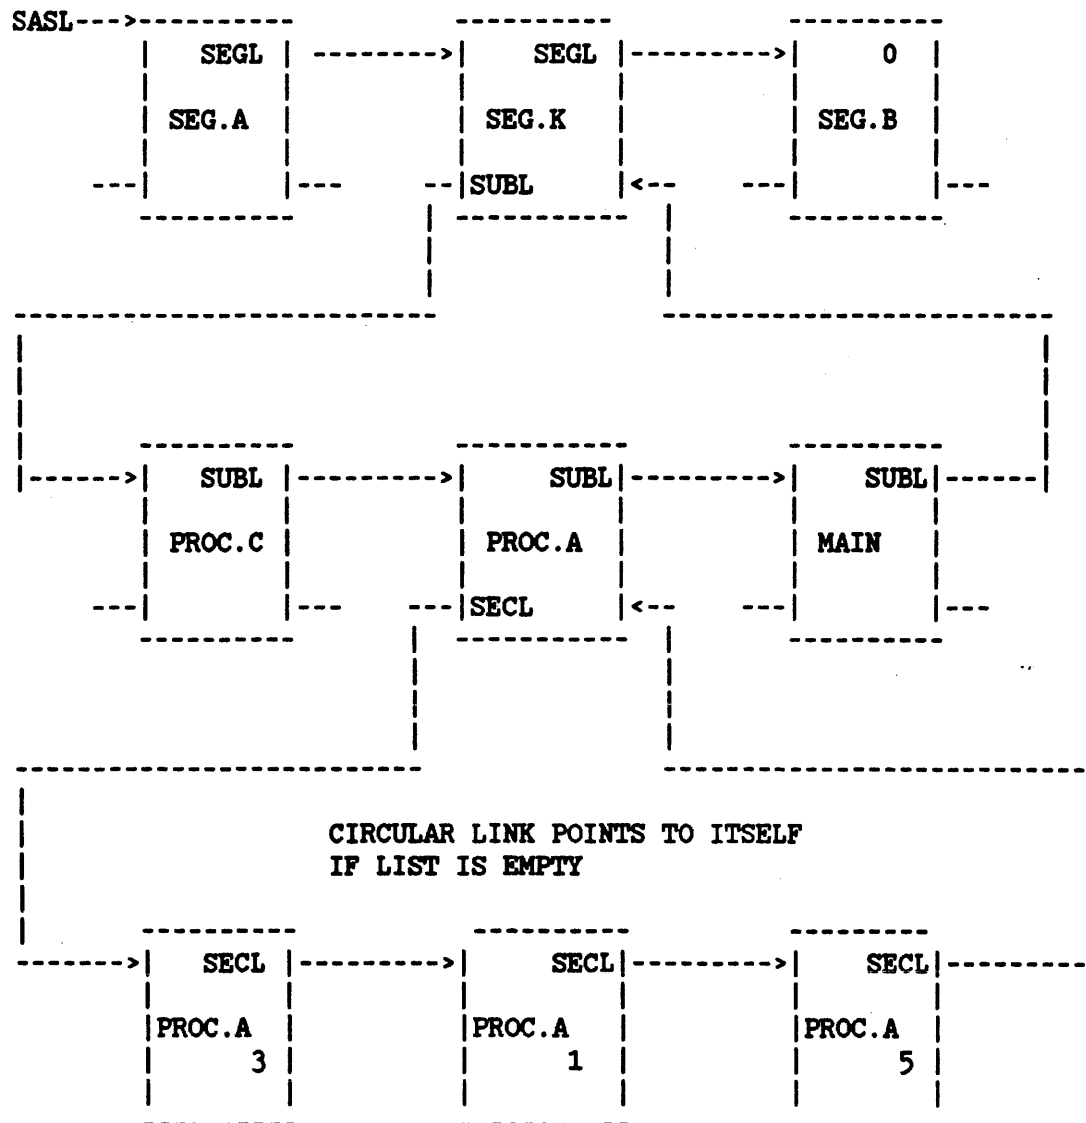 SASL--->----------   ----------   ---------
SEGL --------->| SEGL |--------->| 0
SEG.A SEG.K SEG.B
---| |--- --|SUBL |<-- ---| |---
SUBL SUBL SUBL
PROC.C PROC.A MAIN
---| |--- ---|SECL |<-- ---| |---
CIRCULAR LINK POINTS TO ITSELF
IF LIST IS EMPTY
SECL SECL SECL
PROC.A PROC.A PROC.A
3 1 5